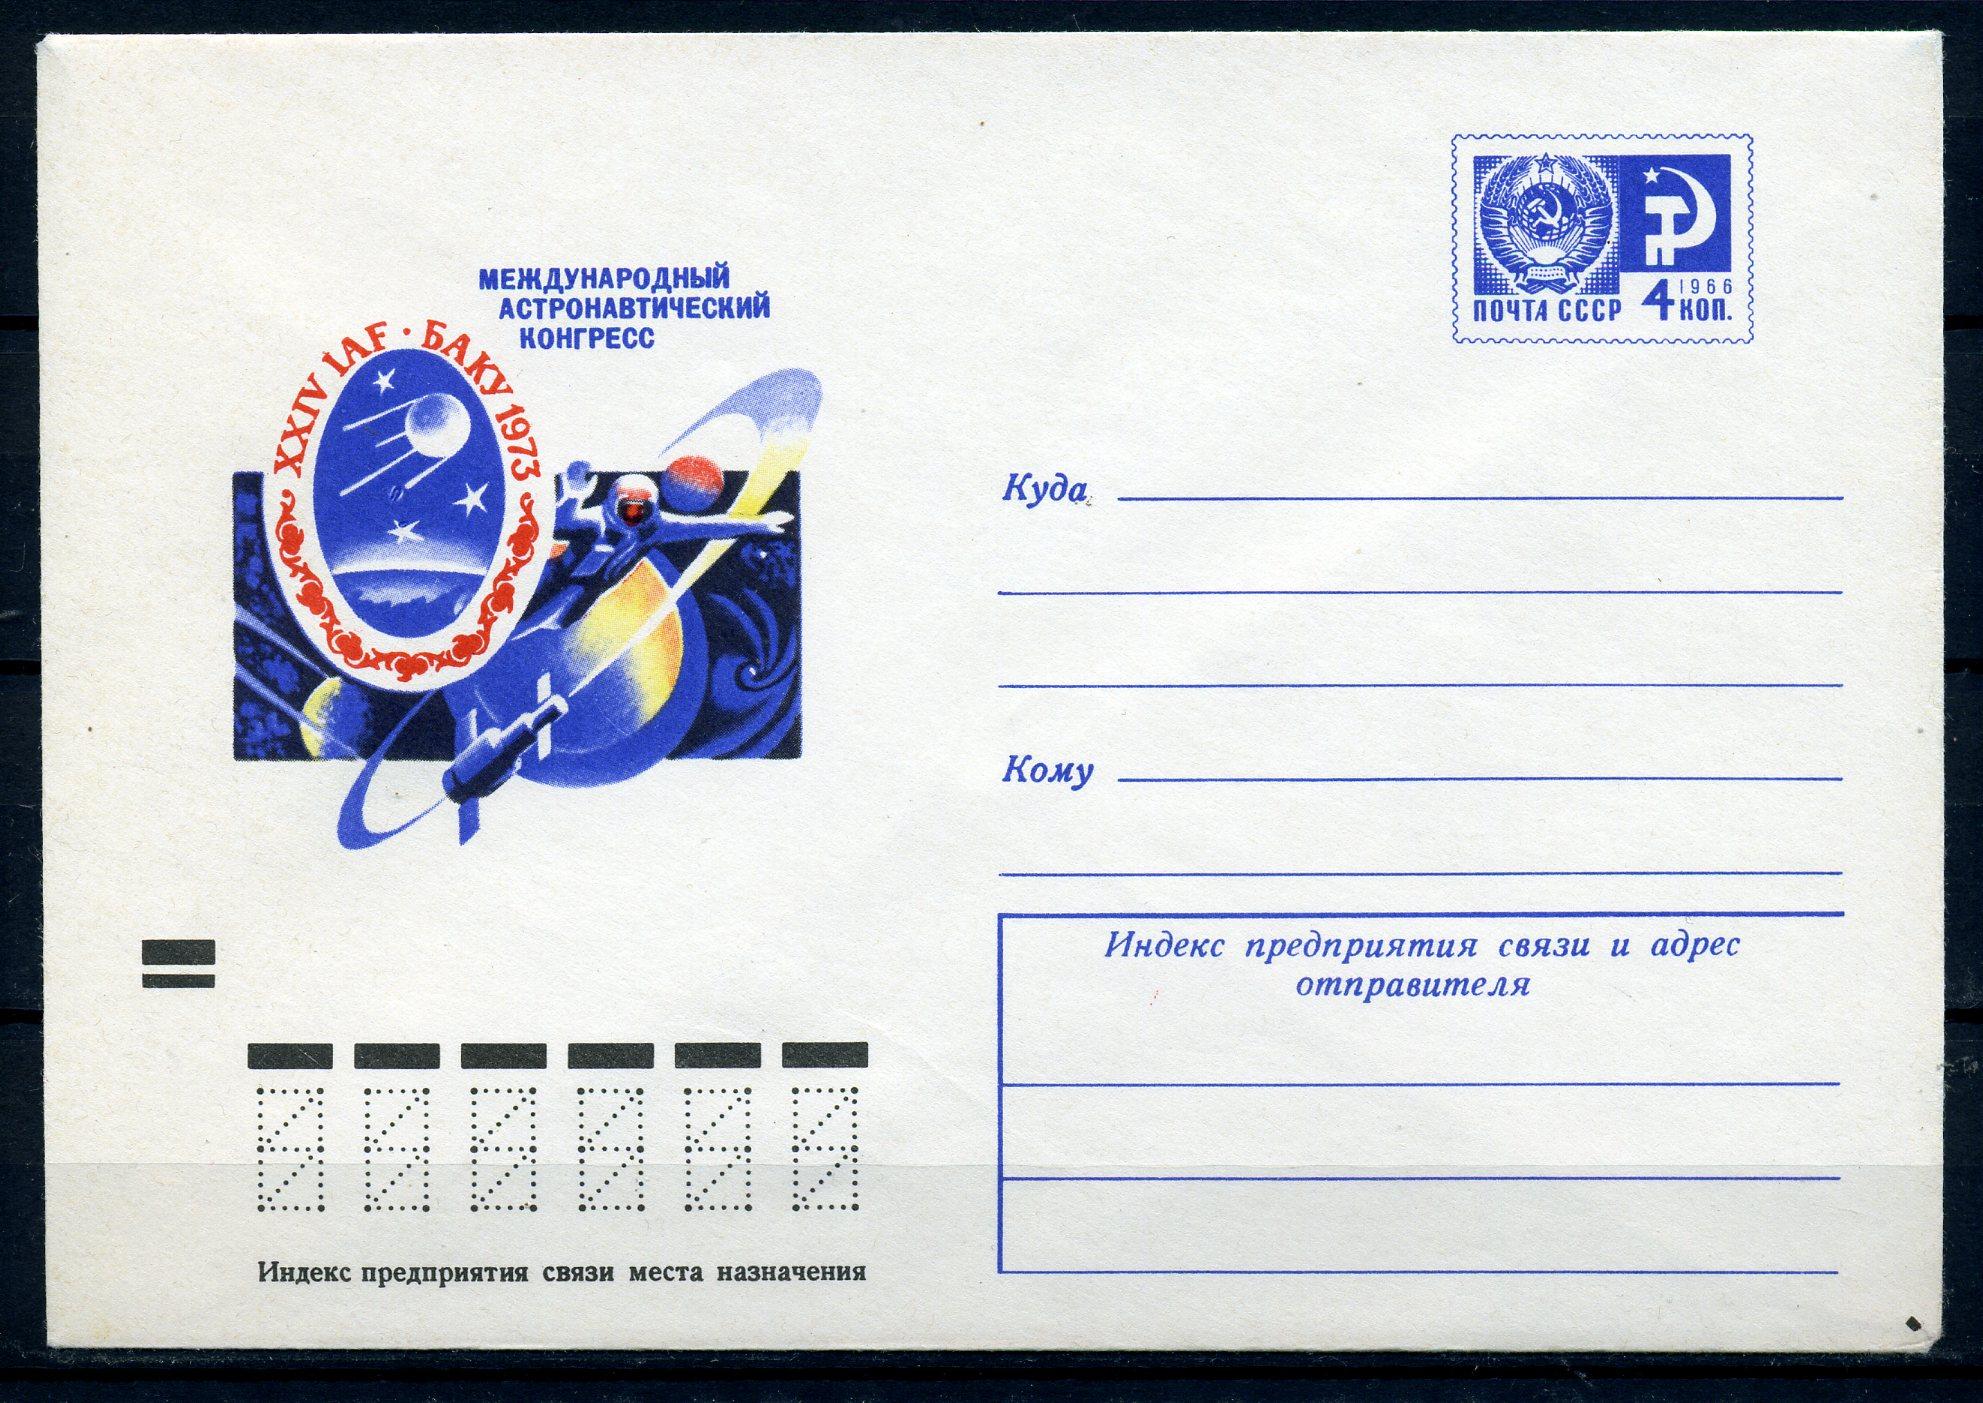 МЕЖДУНАРОДНЫЙ
АСТРОНАВТИЧЕСКИЙ
КОНГРЕСС
XXIV IAF · БАКУ 1973
1966
ПОЧТА СССР 4 КОП.
Куда
Кому
Индекс предприятия связи и адрес
отправителя
Индекс предприятия связи места назначения